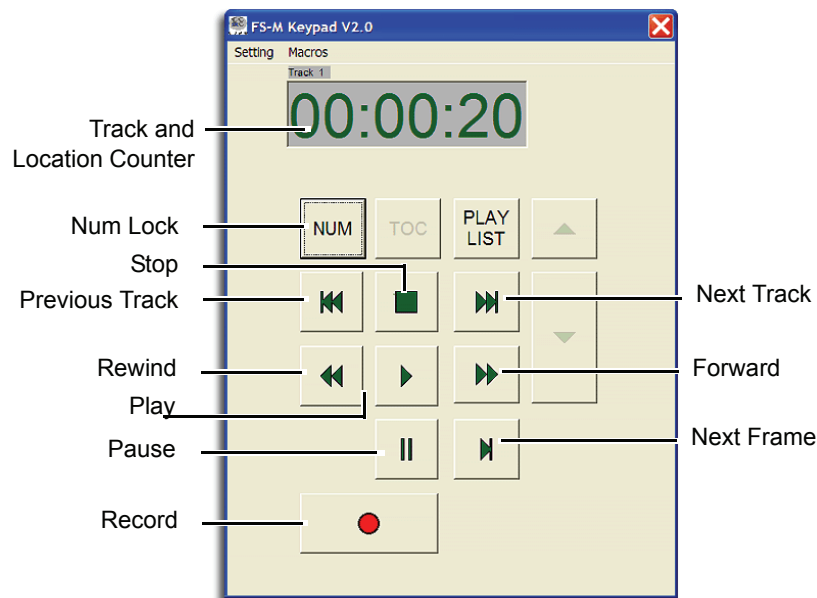 FS-M Keypad V2.0
Setting Macros
Track 1
00:00:20
Track and
Location Counter
Num Lock
NUM
TOC
PLAY
LIST
Stop
Previous Track
Next Track
Rewind
Forward
Play
Pause
Next Frame
Record